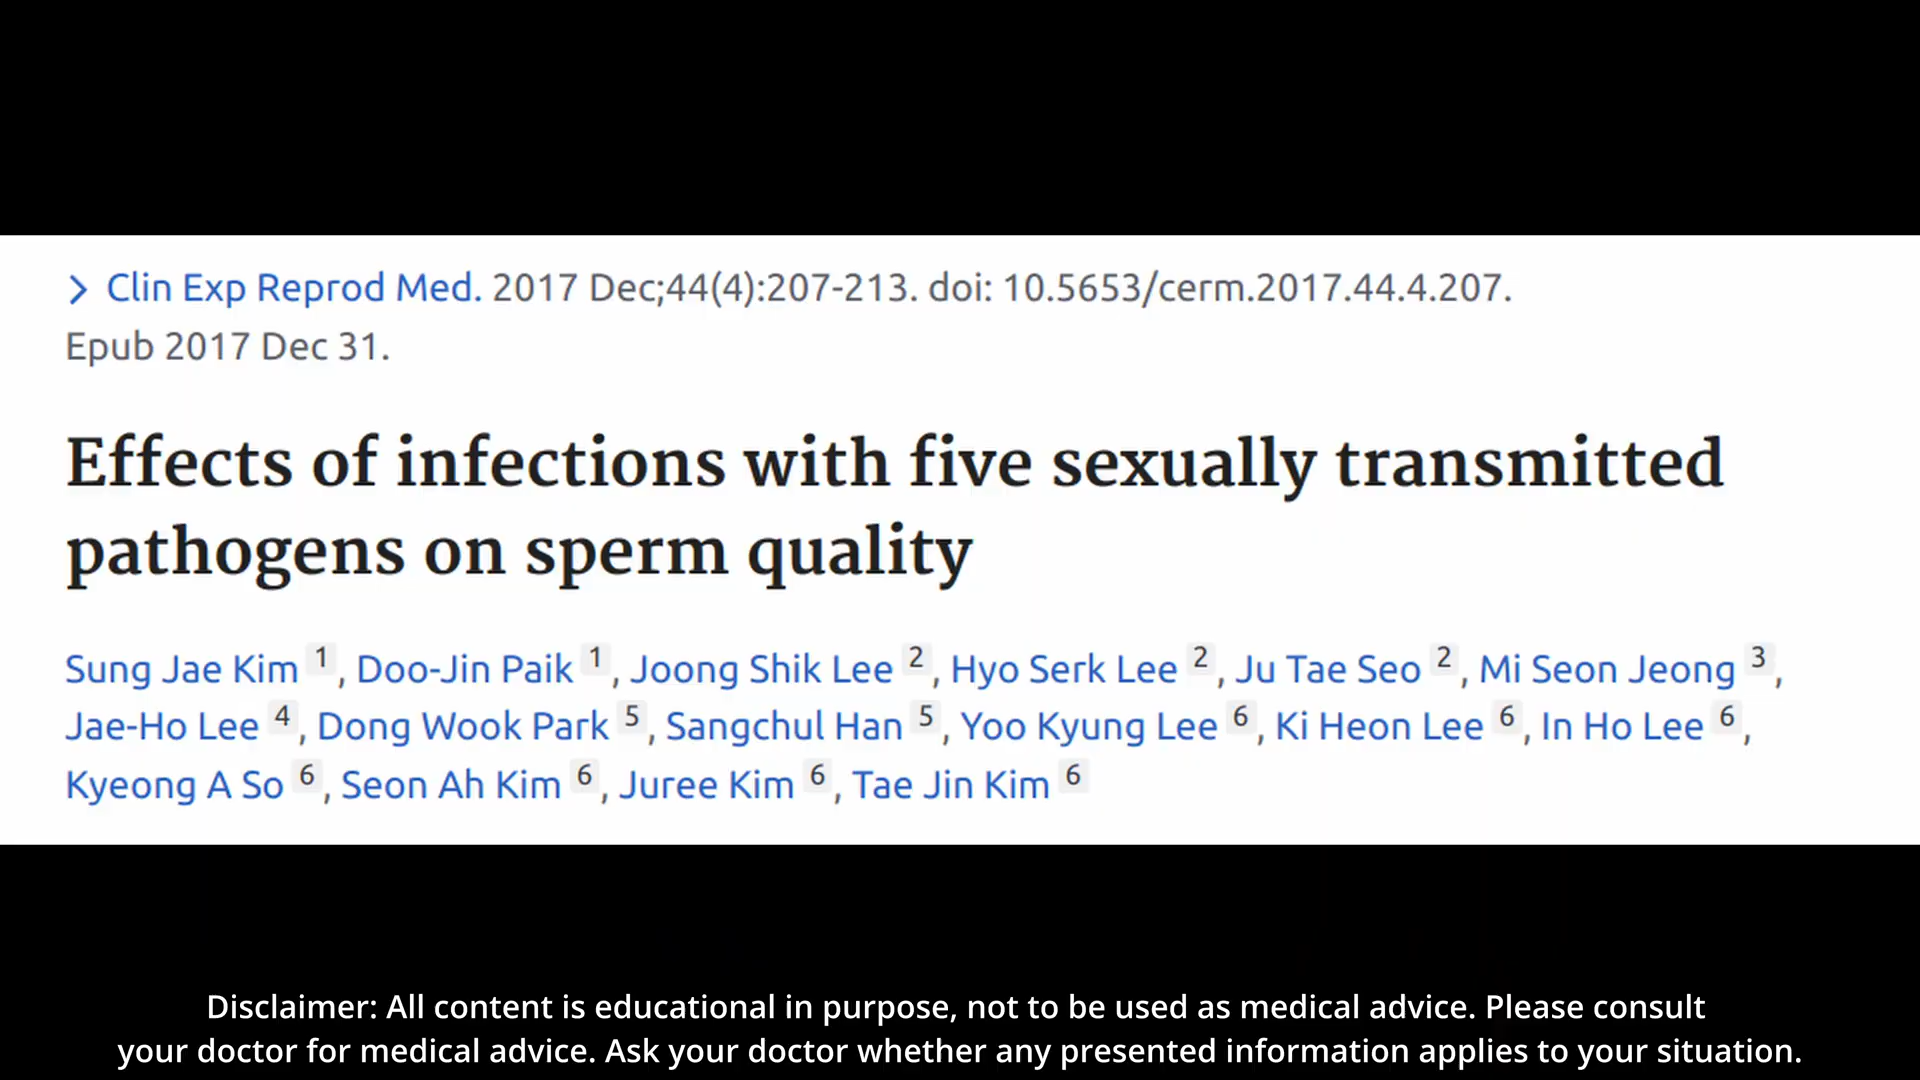 > Clin Exp Reprod Med. 2017 Dec;44(4):207-213. doi: 10.5653/cerm.2017.44.4.207.
Epub 2017 Dec 31.
Effects of infections with five sexually transmitted
pathogens on sperm quality
Sung Jae Kim 1, Doo-Jin Paik 1, Joong Shik Lee 2, Hyo Serk Lee 2, Ju Tae Seo 2, Mi Seon Jeong 3,
Jae-Ho Lee 4, Dong Wook Park 5, Sangchul Han 5, Yoo Kyung Lee 6, Ki Heon Lee 6, In Ho Lee 6,
Kyeong A So 6, Seon Ah Kim 6, Juree Kim 6, Tae Jin Kim 6
Disclaimer: All content is educational in purpose, not to be used as medical advice. Please consult
your doctor for medical advice. Ask your doctor whether any presented information applies to your situation.